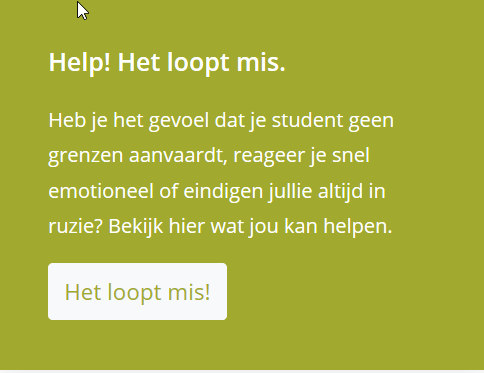 Help! Het loopt mis.
Heb je het gevoel dat je student geen
grenzen aanvaardt, reageer je snel
emotioneel of eindigen jullie altijd in
ruzie? Bekijk hier wat jou kan helpen.
Het loopt mis!